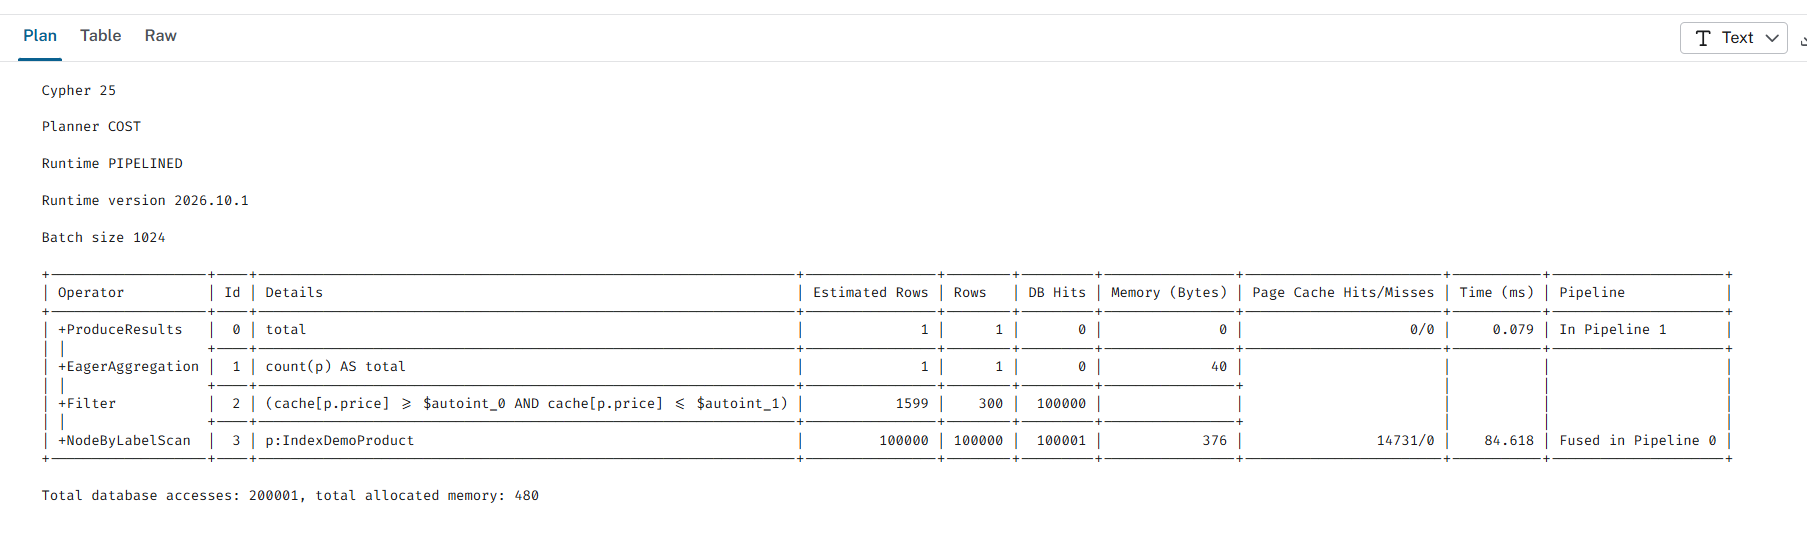 Plan Table Raw Text
Cypher 25
Planner COST
Runtime PIPELINED
Runtime version 2026.10.1
Batch size 1024
| Operator | Id | Details | Estimated Rows | Rows | DB Hits | Memory (Bytes) | Page Cache Hits/Misses | Time (ms) | Pipeline |
| +ProduceResults | 0 | total | 1 | 1 | 0 | 0 | 0/0 | 0.079 | In Pipeline 1 |
| +EagerAggregation | 1 | count(p) AS total | 1 | 1 | 0 | 40 | | | |
| +Filter | 2 | (cache[p.price] ⩾ $autoint_0 AND cache[p.price] ⩽ $autoint_1) | 1599 | 300 | 100000 | | | | |
| +NodeByLabelScan | 3 | p:IndexDemoProduct | 100000 | 100000 | 100001 | 376 | 14731/0 | 84.618 | Fused in Pipeline 0 |
Total database accesses: 200001, total allocated memory: 480